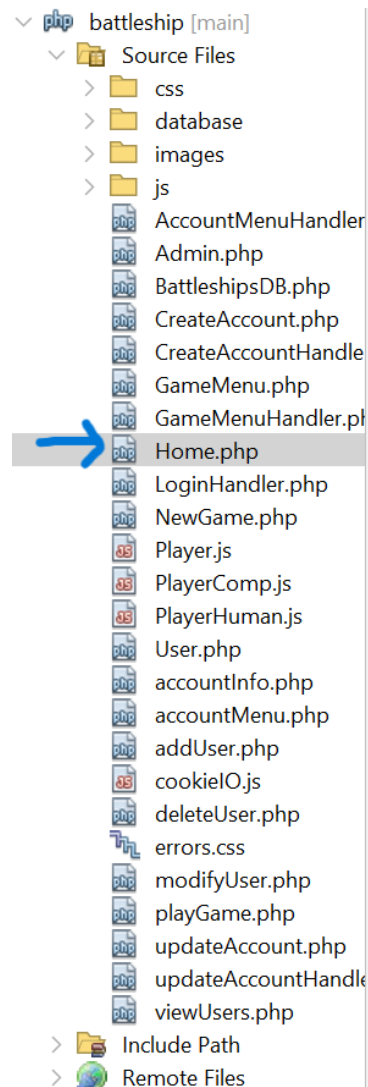 battleship [main]
Source Files
css
database
images
js
AccountMenuHandler
Admin.php
BattleshipsDB.php
CreateAccount.php
CreateAccountHandle
GameMenu.php
GameMenuHandler.ph
Home.php
LoginHandler.php
NewGame.php
Player.js
PlayerComp.js
PlayerHuman.js
User.php
accountInfo.php
accountMenu.php
addUser.php
cookieIO.js
deleteUser.php
errors.css
modifyUser.php
playGame.php
updateAccount.php
updateAccountHandle
viewUsers.php
Include Path
Remote Files